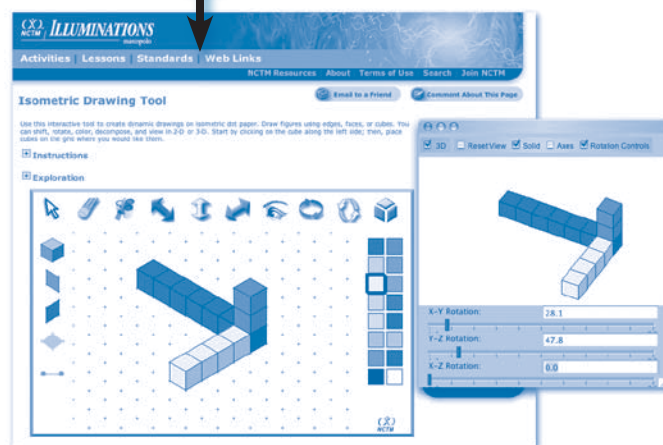 NCTM ILLUMINATIONS
marcopolo
Activities | Lessons | Standards | Web Links
NCTM Resources About Terms of Use Search Join NCTM
Isometric Drawing Tool
Email to a Friend
Comment About This Page
Use this interactive tool to create dynamic drawings on isometric dot paper. Draw figures using edges, faces, or cubes. You
can shift, rotate, color, decompose, and view in 2-D or 3-D. Start by clicking on the cube along the left side; then, place
cubes on the grid where you would like them.
Instructions
Exploration
NCTM
3D Reset View Solid Axes Rotation Controls
X-Y Rotation: 28.1
Y-Z Rotation: 47.8
X-Z Rotation: 0.0